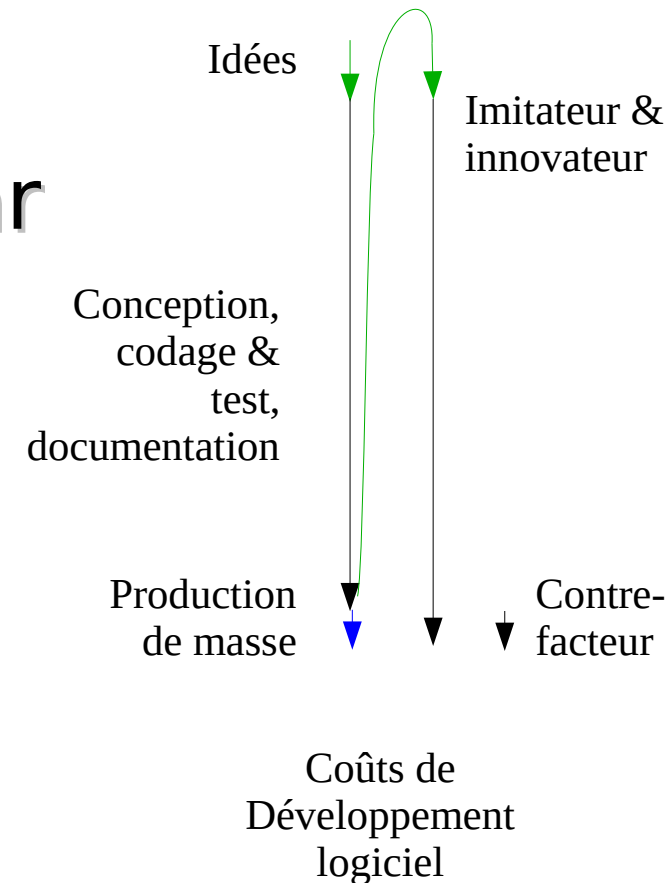 Idées
Imitateur &
innovateur
r
Conception,
codage &
test,
documentation
Production
de masse
Contre-
facteur
Coûts de
Développement
logiciel